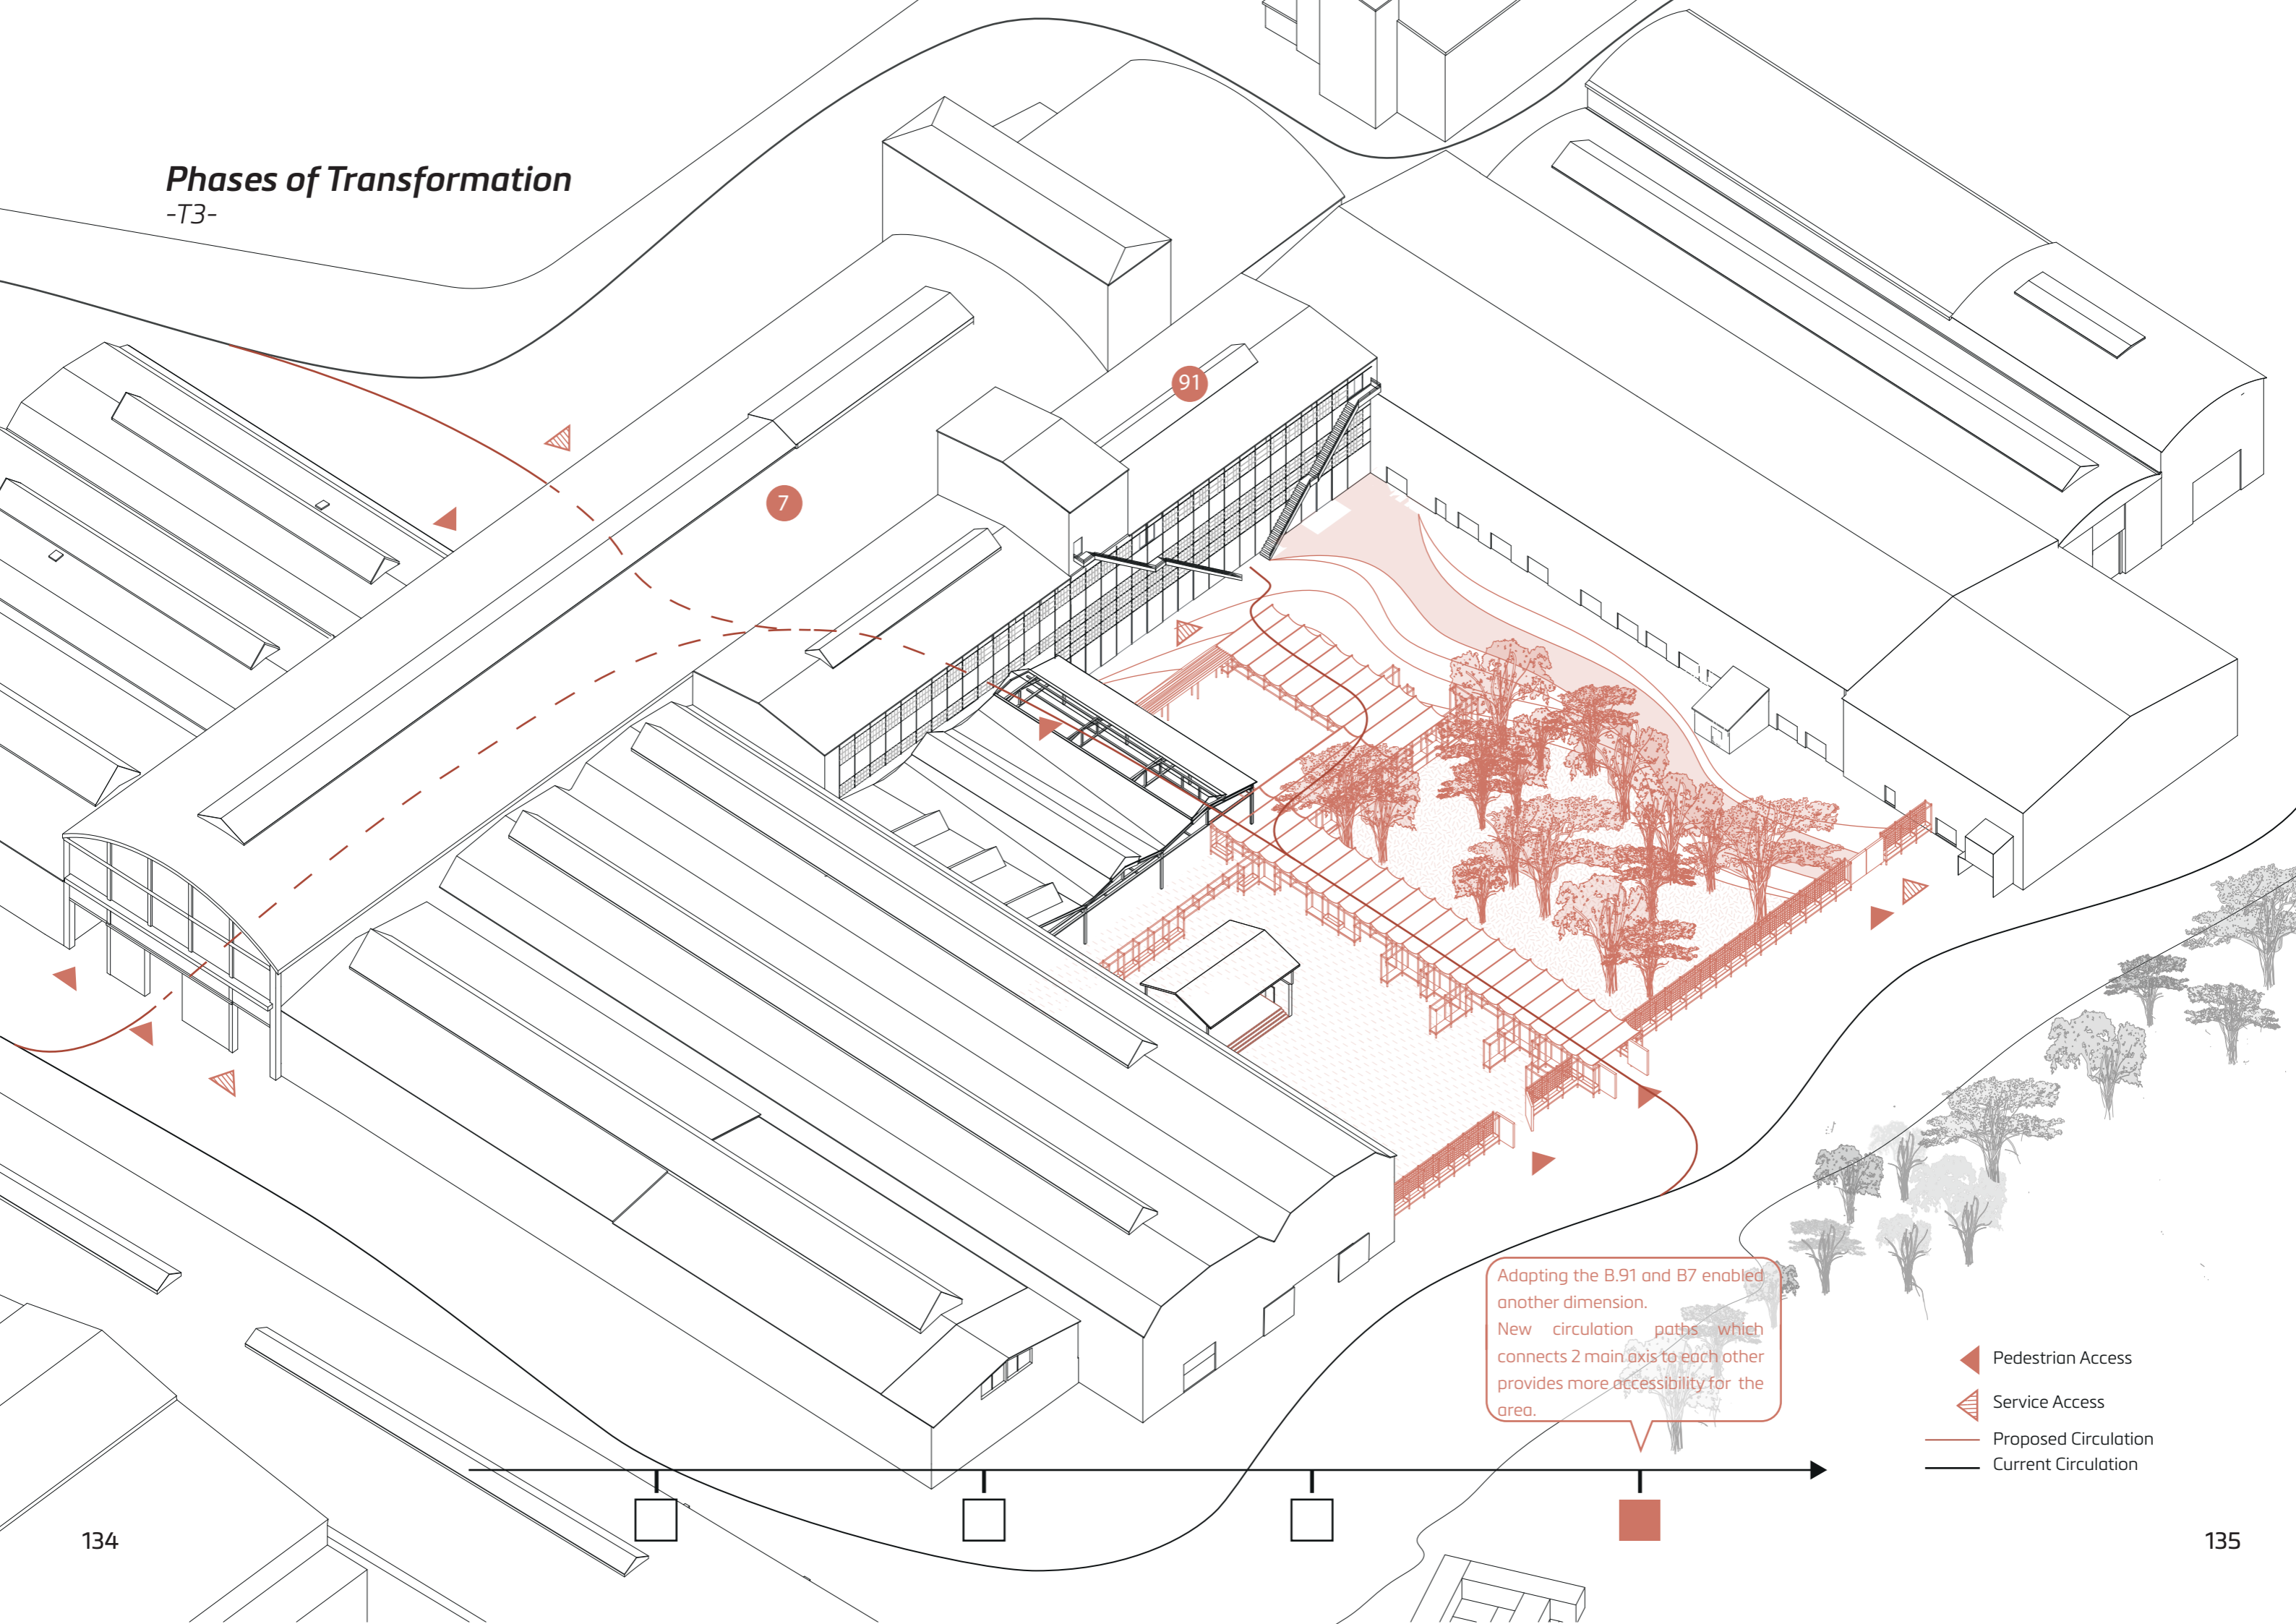 Phases of Transformation
-T3-
91
7
Adapting the B.91 and B7 enabled
another dimension.
New circulation paths which
connects 2 main axis to each other
provides more accessibility for the
area.
Pedestrian Access
Service Access
Proposed Circulation
Current Circulation
134
135